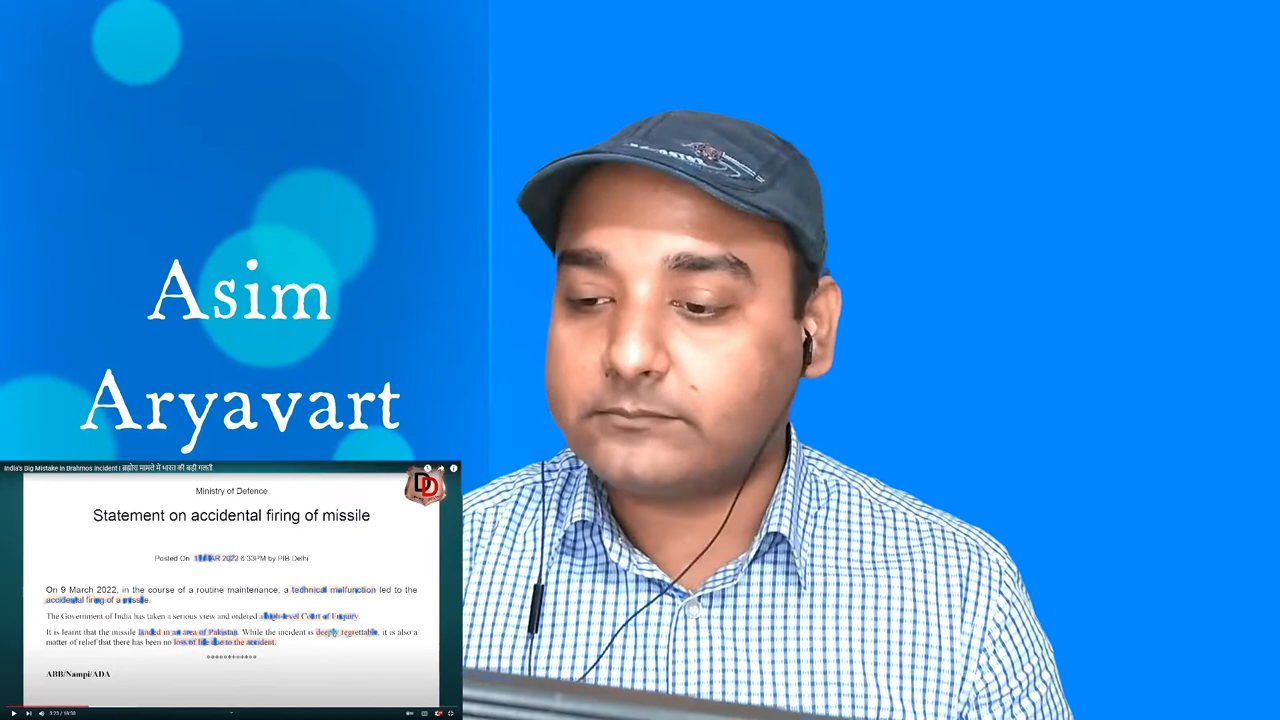 Asim
Aryavart
India's Big Mistake in Brahmos Incident I ब्रह्मोस मामले में भारत की बड़ी गलती
DD
Ministry of Defence
Statement on accidental firing of missile
Posted On 2022 6:33PM by PIB Delhi
On 9 March 2022, in the course of a routine maintenance, a technical malfunction led to the
accidental firing of a missile.
The Government of India has taken a serious view and ordered a high-level Court of Enquiry.
It is learnt that the missile landed in an area of Pakistan. While the incident is deeply regrettable, it is also a
matter of relief that there has been no loss of life due to the accident.
************
ABB/Nampi/ADA